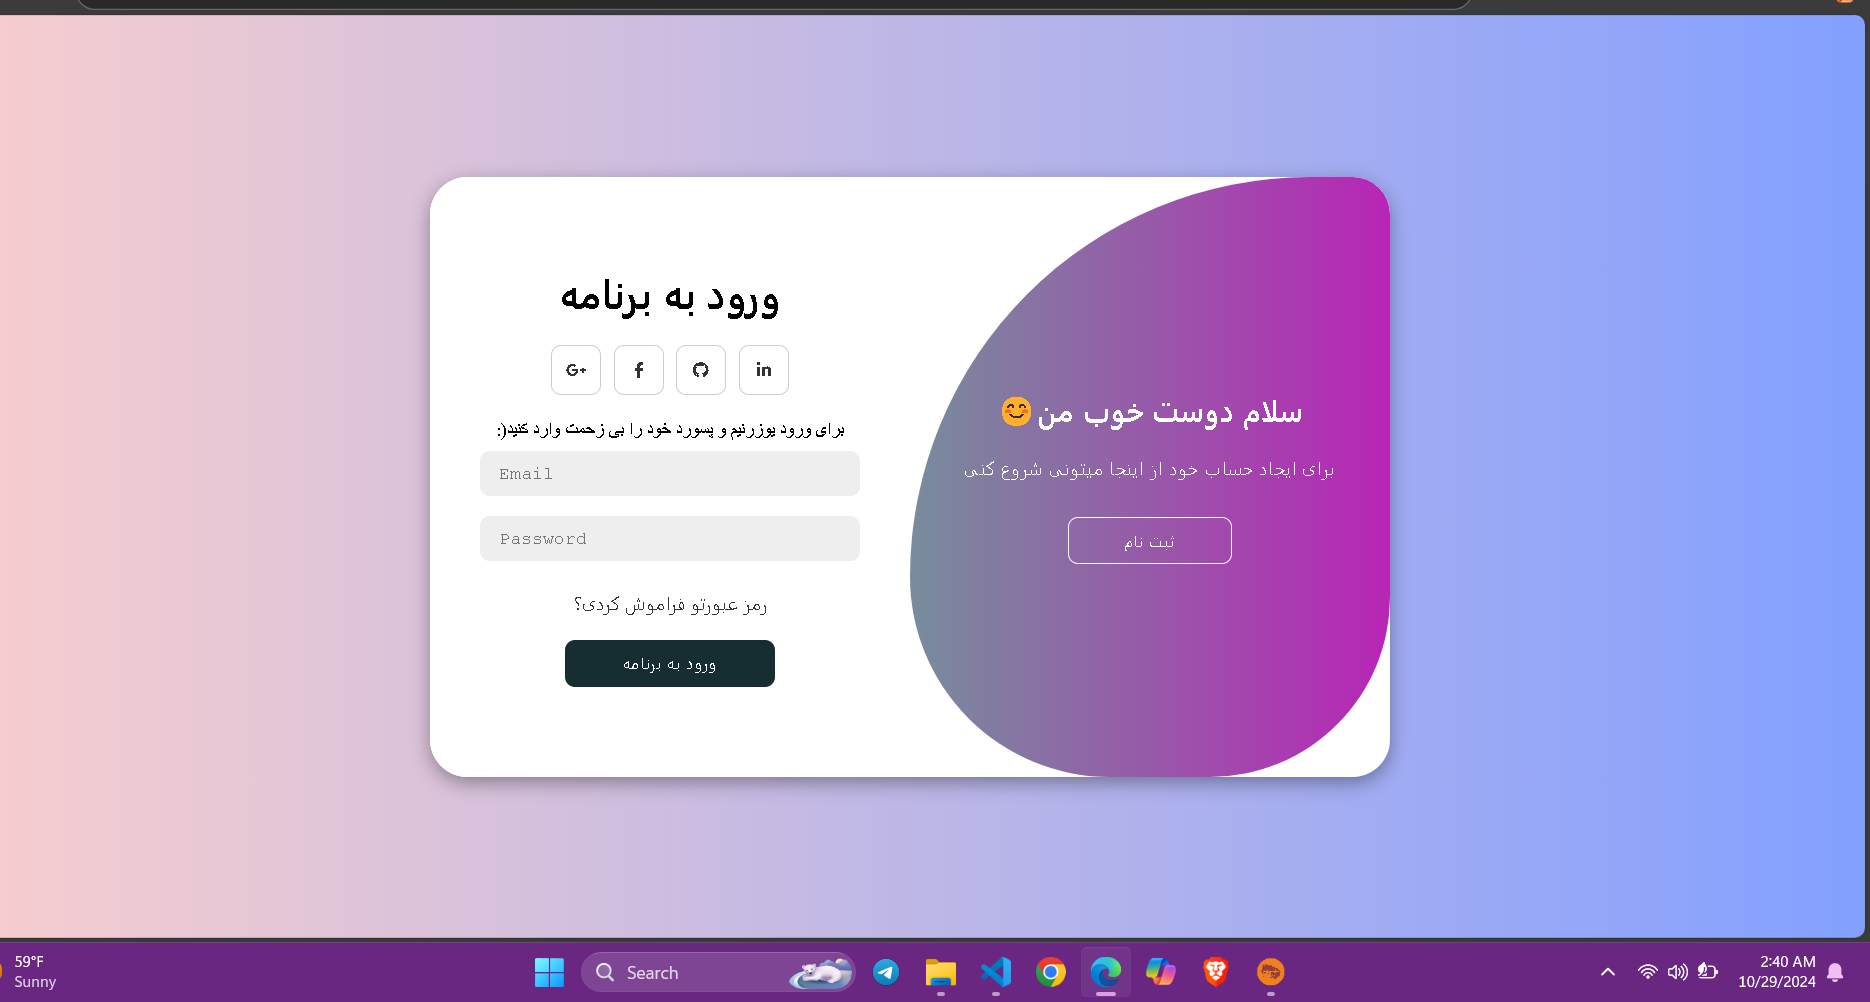 ورود به برنامه
G+
f
in
برای ورود یوزرنیم و پسورد خود را بی زحمت وارد کنید(:
Email
Password
رمز عبورتو فراموش کردی؟
ورود به برنامه
سلام دوست خوب من😊
برای ایجاد حساب خود از اینجا میتونی شروع کنی
ثبت نام
59°F
Sunny
Search
2:40 AM
10/29/2024